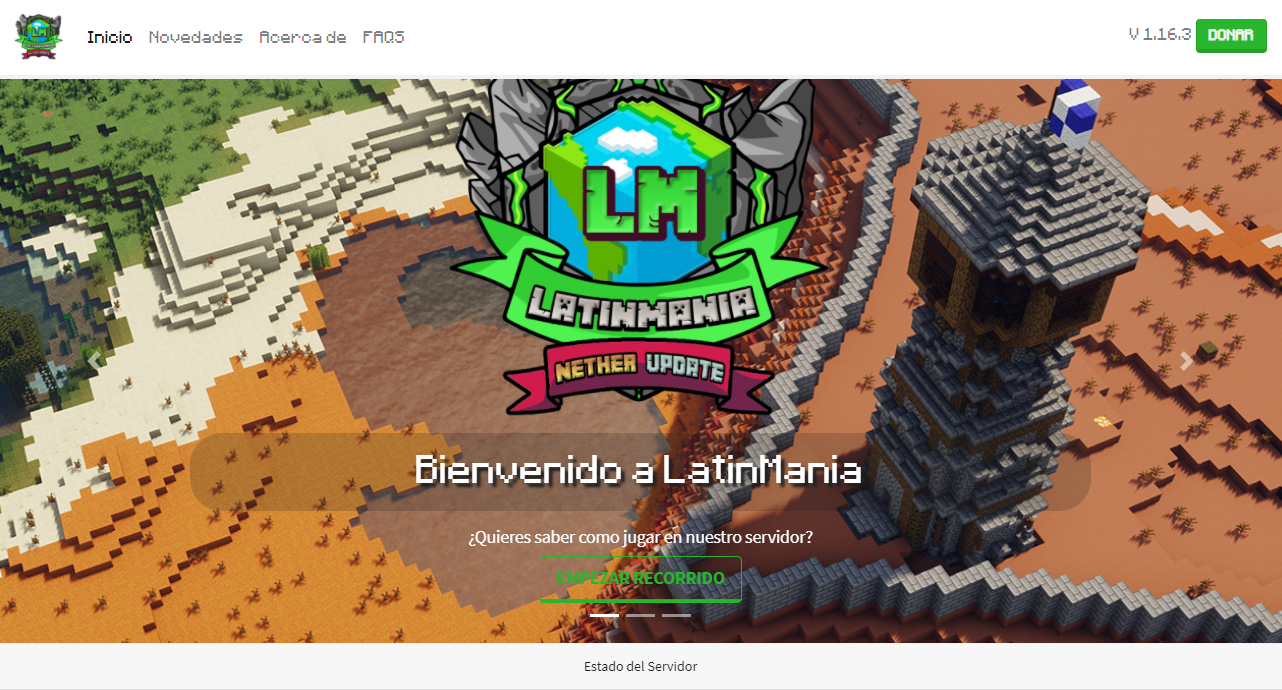 Inicio Novedades Acerca de FAQS V 1.16.3 DONAR
LM
LATINMANIA
NETHER UPDATE
Bienvenido a LatinMania
¿Quieres saber como jugar en nuestro servidor?
EMPEZAR RECORRIDO
Estado del Servidor